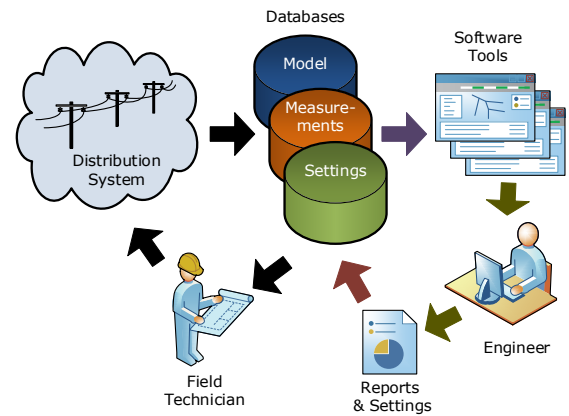 Databases
Software
Tools
Model
Measure-
ments
Settings
Distribution
System
Field
Technician
Reports
& Settings
Engineer